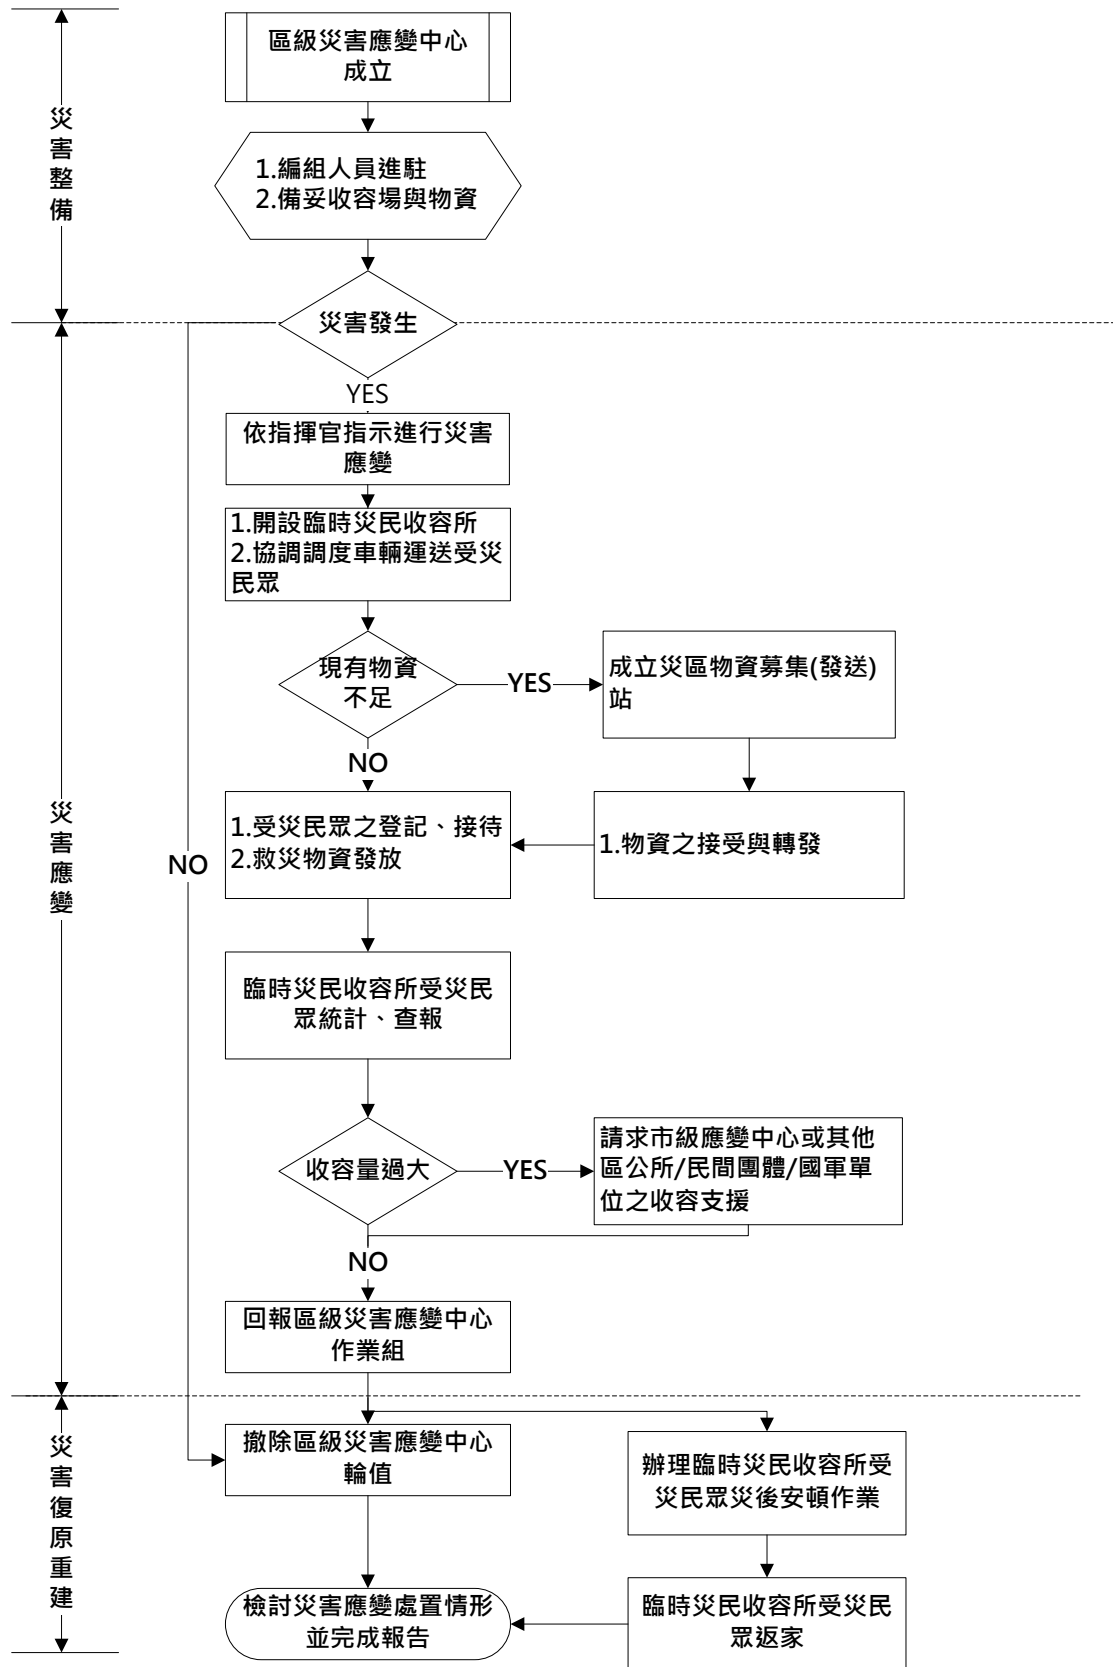 區級災害應變中心
成立
災害整備
1.編組人員進駐
2.備妥收容場與物資
災害發生
YES
依指揮官指示進行災害
應變
1.開設臨時災民收容所
2.協調調度車輛運送受災
民眾
現有物資
不足
YES
成立災區物資募集(發送)
站
NO
災害應變
NO
1.受災民眾之登記、接待
2.救災物資發放
1.物資之接受與轉發
臨時災民收容所受災民
眾統計、查報
收容量過大
YES
請求市級應變中心或其他
區公所/民間團體/國軍單
位之收容支援
NO
回報區級災害應變中心
作業組
災害復原重建
撤除區級災害應變中心
輪值
辦理臨時災民收容所受
災民眾災後安頓作業
檢討災害應變處置情形
並完成報告
臨時災民收容所受災民
眾返家